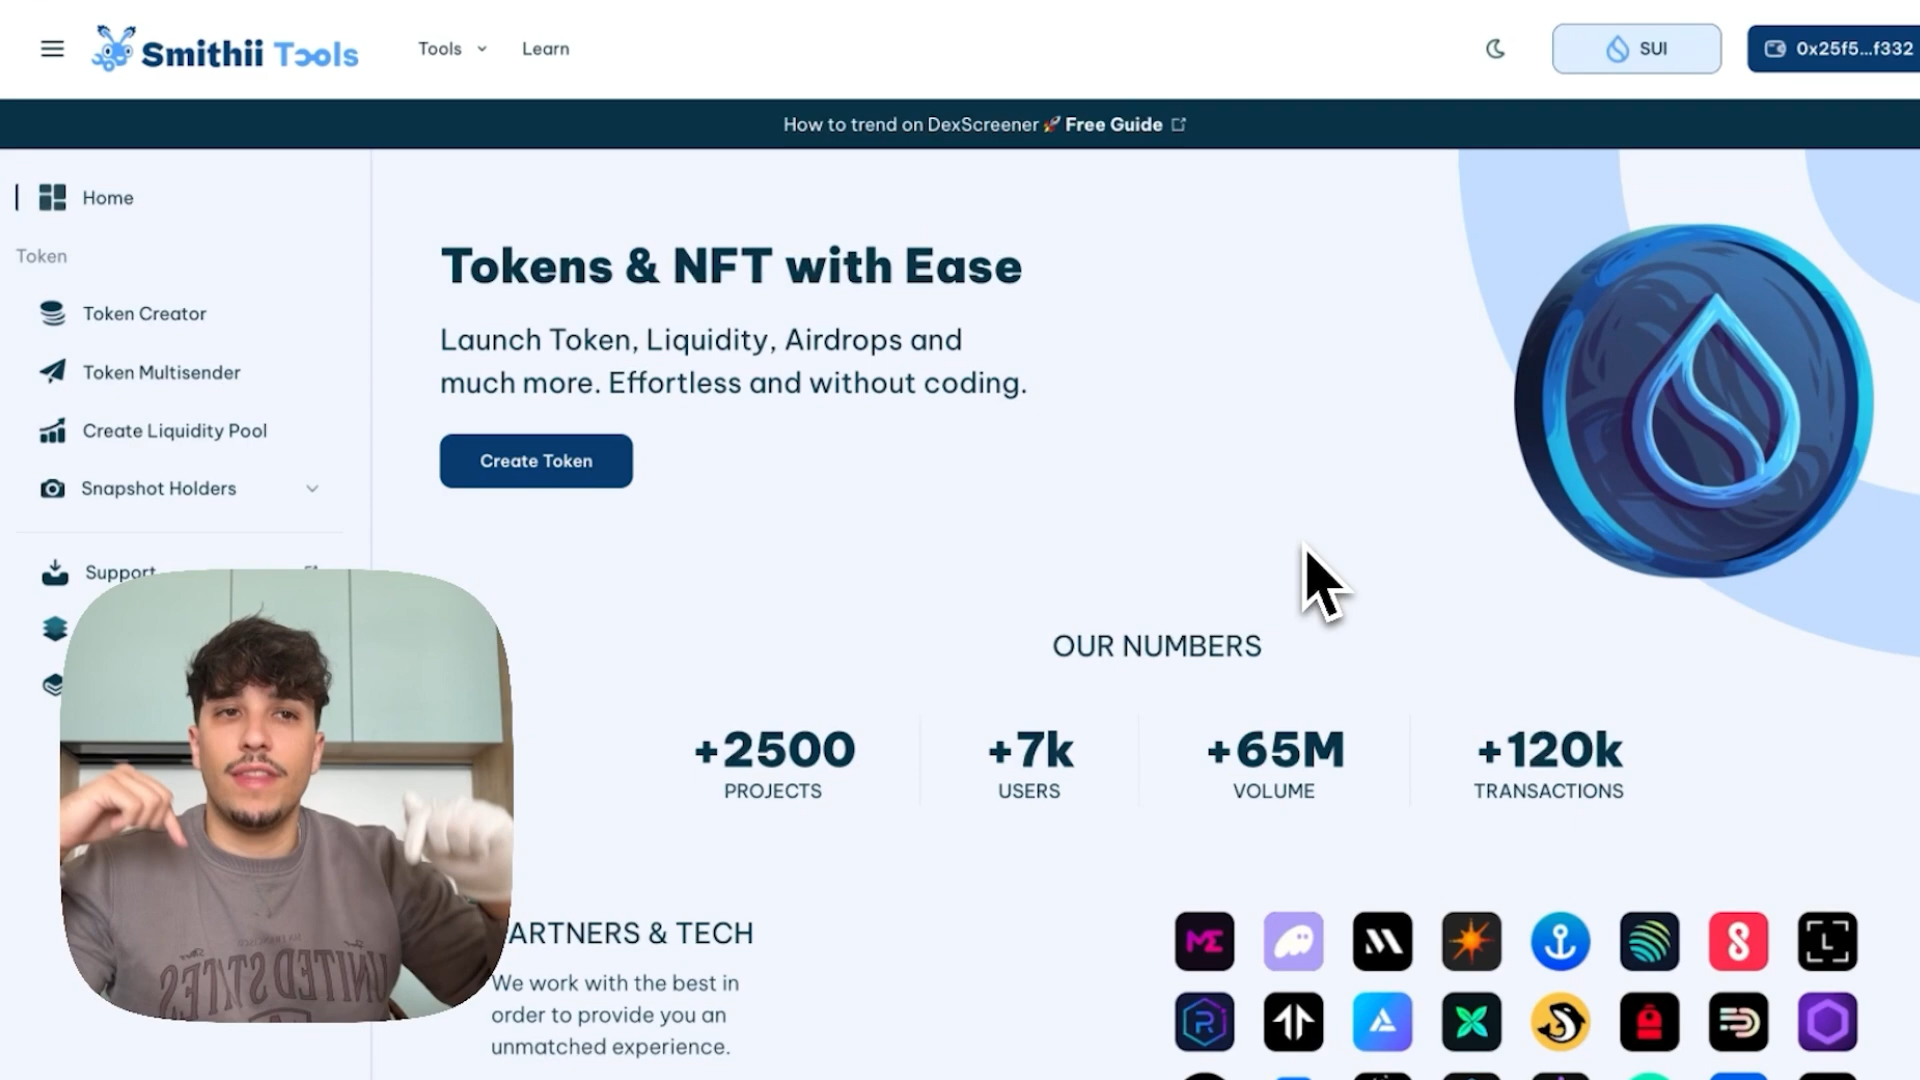 Smithii Tools
Tools
Learn
SUI
0x25f5...f332
How to trend on DexScreener 🚀 Free Guide
Home
Token
Token Creator
Token Multisender
Create Liquidity Pool
Snapshot Holders
Support
Tokens & NFT with Ease
Launch Token, Liquidity, Airdrops and
much more. Effortless and without coding.
Create Token
OUR NUMBERS
+2500
PROJECTS
+7k
USERS
+65M
VOLUME
+120k
TRANSACTIONS
ARTNERS & TECH
We work with the best in
order to provide you an
unmatched experience.
UNITED STATES